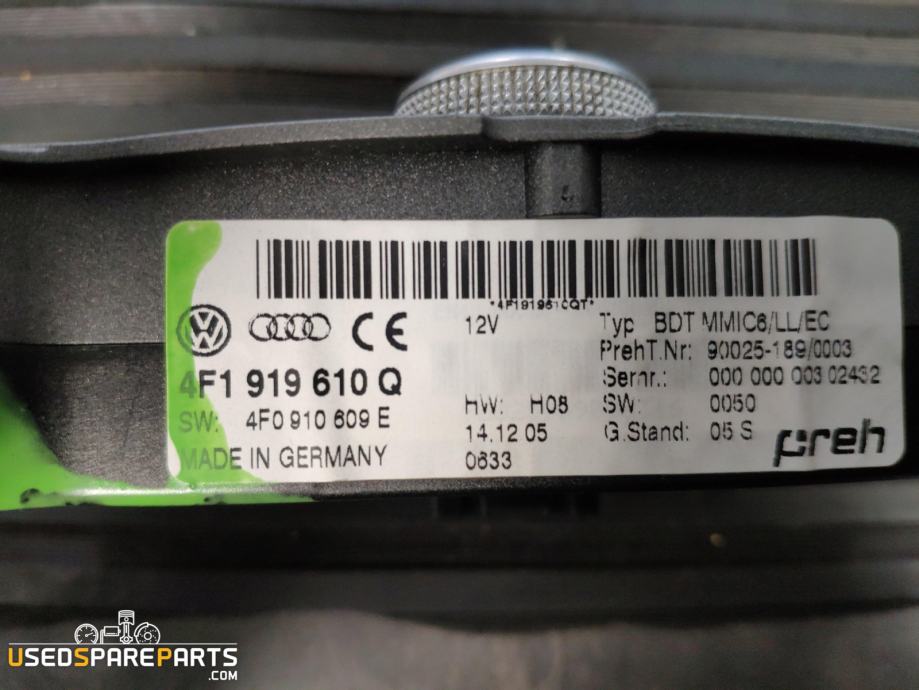 *4F1919610QT*
12V
Typ BDT MMIC6/LL/EC
PrehT.Nr: 90025-189/0003
4F1 919 610 Q
Sernr.: 000 000 003 02432
SW: 4F0 910 609 E
HW: H08
SW: 0050
14.12 05
G.Stand: 05 S
MADE IN GERMANY
0633
preh
USEDSPAREPARTS
.COM